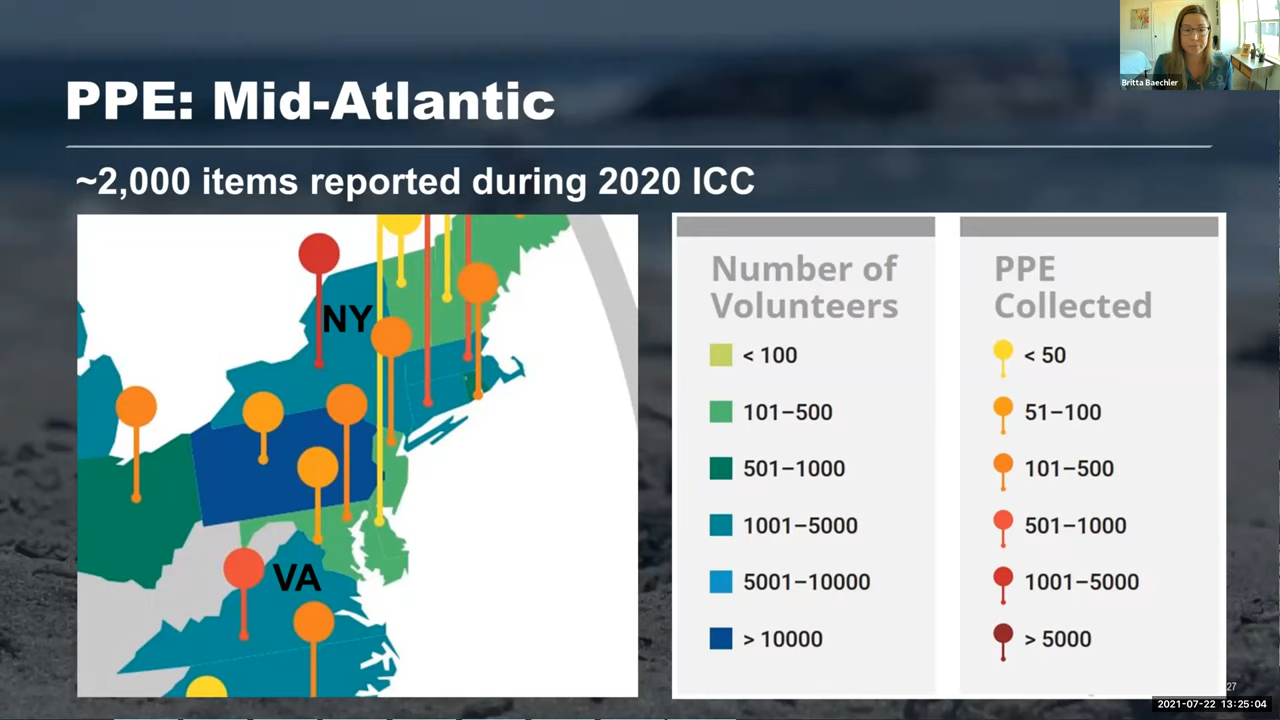 Britta Baechler
PPE: Mid-Atlantic
~2,000 items reported during 2020 ICC
NY
VA
Number of
Volunteers
< 100
101–500
501–1000
1001–5000
5001–10000
> 10000
PPE
Collected
< 50
51–100
101–500
501–1000
1001–5000
> 5000
27
2021-07-22 13:25:04